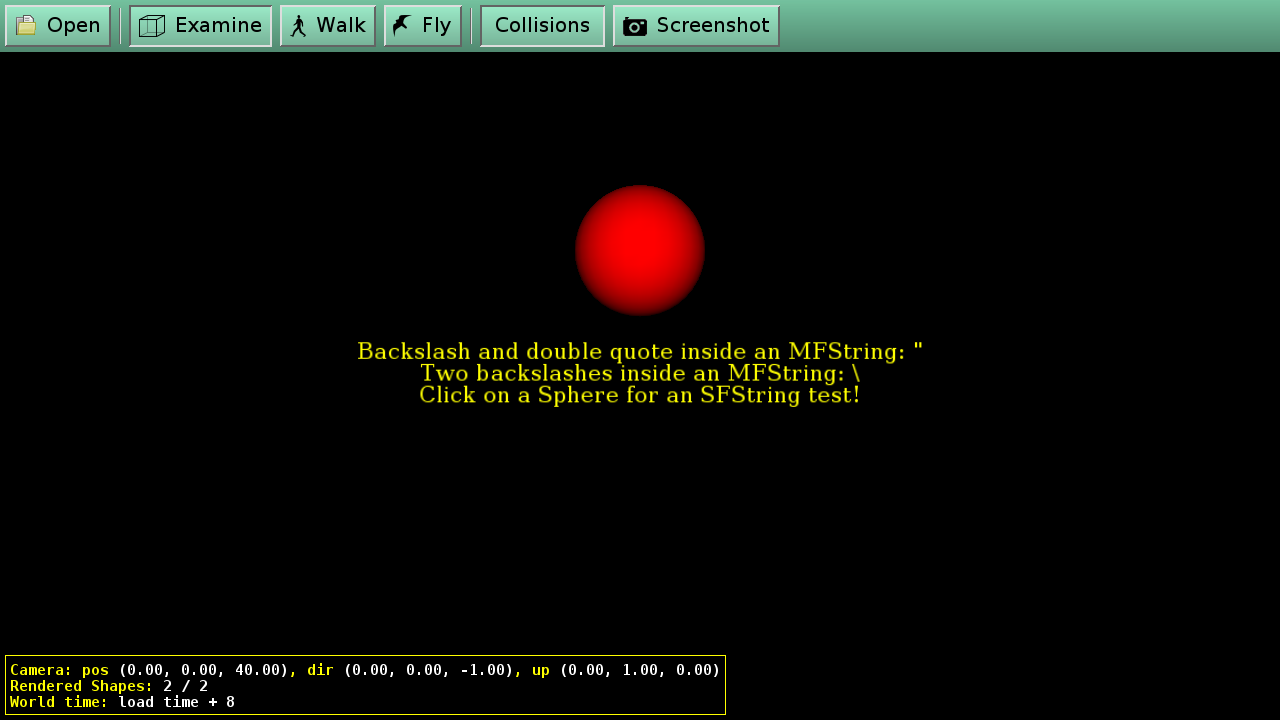 Open Examine Walk Fly Collisions Screenshot
Backslash and double quote inside an MFString: "
Two backslashes inside an MFString: \
Click on a Sphere for an SFString test!
Camera: pos (0.00, 0.00, 40.00), dir (0.00, 0.00, -1.00), up (0.00, 1.00, 0.00)
Rendered Shapes: 2 / 2
World time: load time + 8